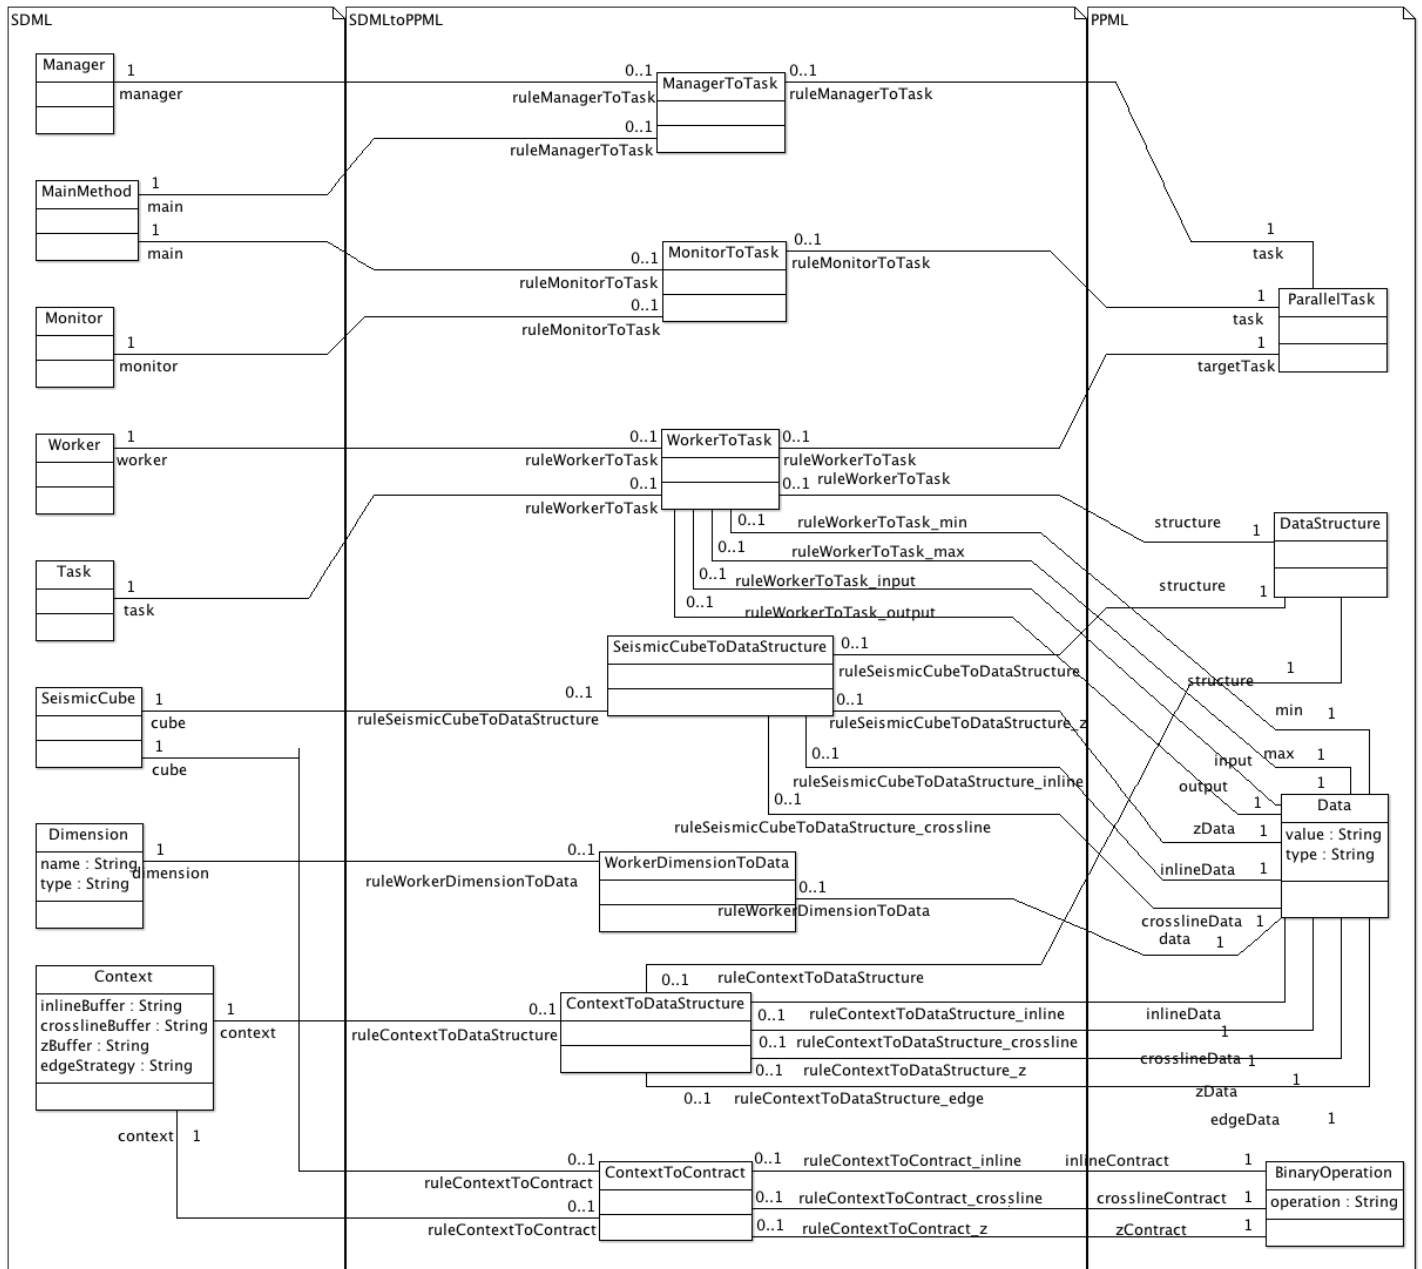 SDML
SDMLtoPPML
PPML
Manager
1
manager
0..1
ruleManagerToTask
ManagerToTask
0..1
ruleManagerToTask
0..1
ruleManagerToTask
MainMethod
1
main
1
main
1
task
MonitorToTask
0..1
ruleMonitorToTask
0..1
ruleMonitorToTask
0..1
ruleMonitorToTask
Monitor
1
monitor
ParallelTask
1
task
1
targetTask
Worker
1
worker
0..1
ruleWorkerToTask
WorkerToTask
0..1
ruleWorkerToTask
0..1
ruleWorkerToTask
0..1
ruleWorkerToTask
0..1
ruleWorkerToTask_min
0..1
ruleWorkerToTask_max
0..1
ruleWorkerToTask_input
0..1
ruleWorkerToTask_output
structure
1
DataStructure
structure
1
Task
1
task
SeismicCubeToDataStructure
0..1
ruleSeismicCubeToDataStructure
SeismicCube
1
cube
1
cube
0..1
ruleSeismicCubeToDataStructure
0..1
ruleSeismicCubeToDataStructure_z
0..1
ruleSeismicCubeToDataStructure_inline
0..1
ruleSeismicCubeToDataStructure_crossline
1
structure
min
1
max
1
input
1
output
1
Data
value : String
type : String
zData
1
inlineData
1
crosslineData
1
data
1
Dimension
name : String
type : String
1
dimension
0..1
ruleWorkerDimensionToData
WorkerDimensionToData
0..1
ruleWorkerDimensionToData
Context
inlineBuffer : String
crosslineBuffer : String
zBuffer : String
edgeStrategy : String
1
context
0..1
ruleContextToDataStructure
0..1
ruleContextToDataStructure
ContextToDataStructure
0..1
ruleContextToDataStructure_inline
0..1
ruleContextToDataStructure_crossline
0..1
ruleContextToDataStructure_z
0..1
ruleContextToDataStructure_edge
inlineData
1
crosslineData
1
zData
1
edgeData
1
context
1
0..1
ruleContextToContract
0..1
ruleContextToContract
ContextToContract
0..1
ruleContextToContract_inline
0..1
ruleContextToContract_crossline
0..1
ruleContextToContract_z
inlineContract
1
crosslineContract
1
zContract
1
BinaryOperation
operation : String